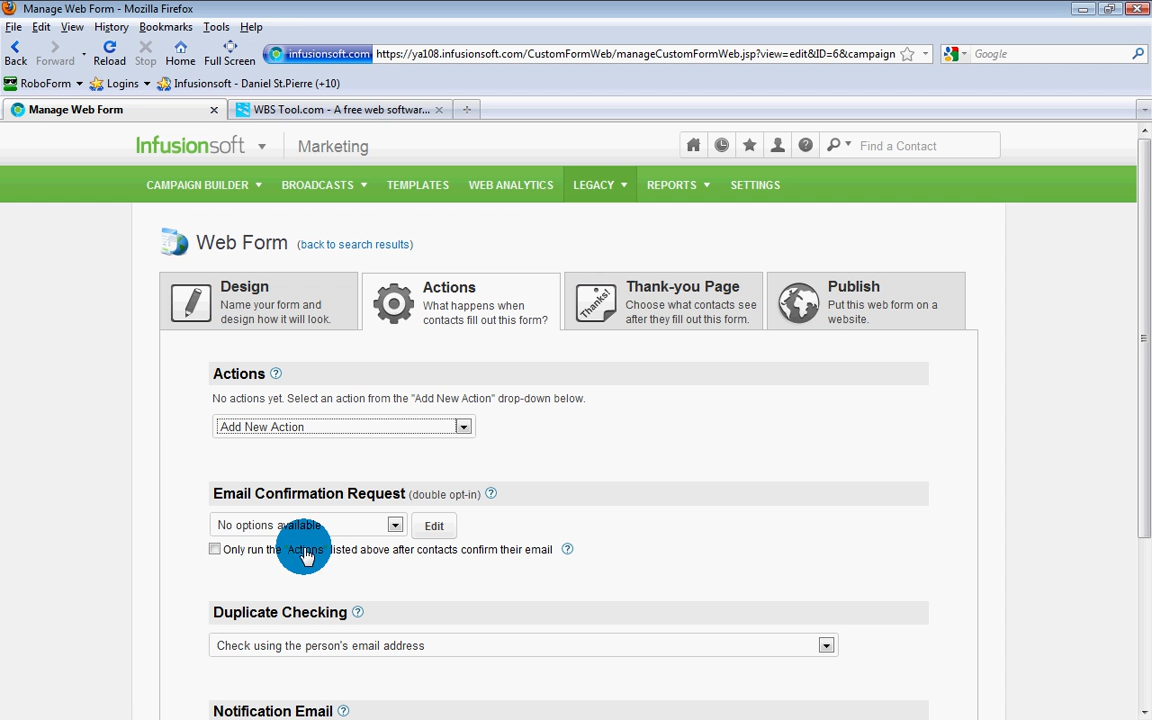 Manage Web Form - Mozilla Firefox
File Edit View History Bookmarks Tools Help
Back Forward Reload Stop Home Full Screen infusionsoft.com https://ya108.infusionsoft.com/CustomFormWeb/manageCustomFormWeb.jsp?view=edit&ID=6&campaign Google
RoboForm Logins Infusionsoft - Daniel St.Pierre (+10)
Manage Web Form WBS Tool.com - A free web softwar...
Infusionsoft Marketing Find a Contact
CAMPAIGN BUILDER BROADCASTS TEMPLATES WEB ANALYTICS LEGACY REPORTS SETTINGS
Web Form (back to search results)
Design
Name your form and
design how it will look.
Actions
What happens when
contacts fill out this form?
Thanks!
Thank-you Page
Choose what contacts see
after they fill out this form.
Publish
Put this web form on a
website.
Actions ?
No actions yet. Select an action from the "Add New Action" drop-down below.
Add New Action
Email Confirmation Request (double opt-in) ?
No options available Edit
Only run the "Actions" listed above after contacts confirm their email ?
Duplicate Checking ?
Check using the person's email address
Notification Email ?